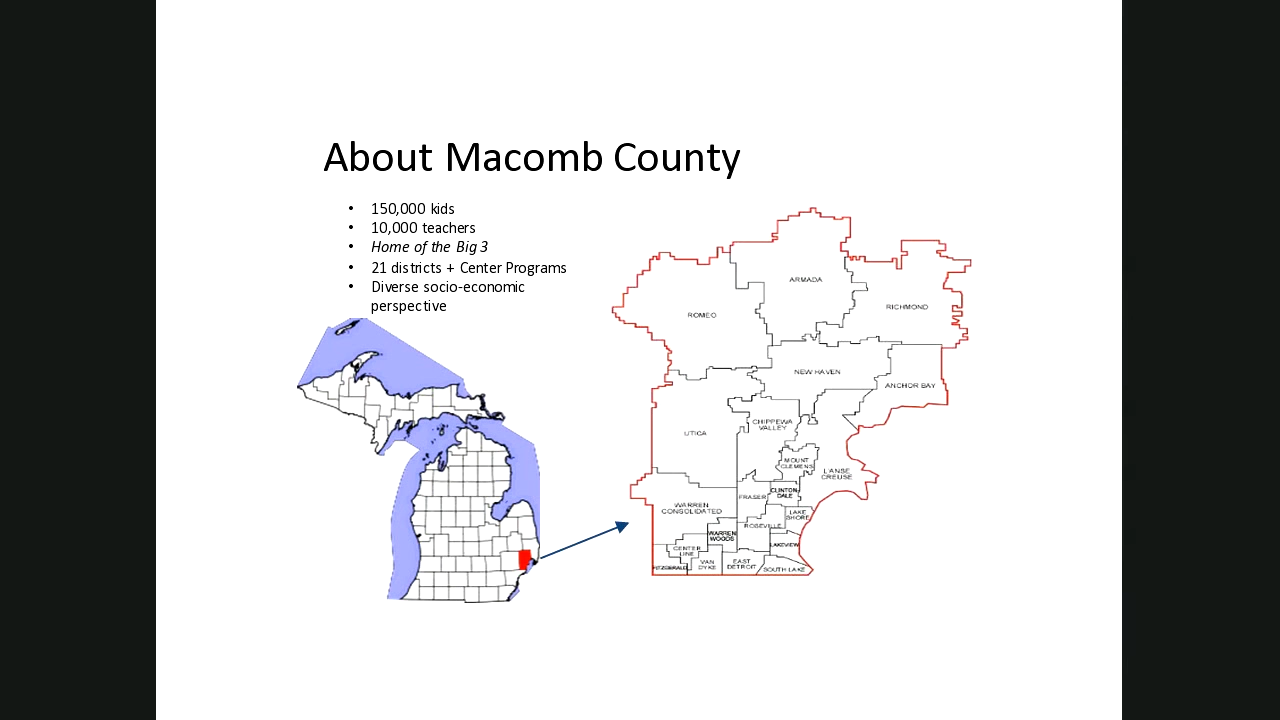 About Macomb County
• 150,000 kids
• 10,000 teachers
• Home of the Big 3
• 21 districts + Center Programs
• Diverse socio-economic
perspective
ARMADA
RICHMOND
ROMEO
NEW HAVEN
ANCHOR BAY
CHIPPEWA
VALLEY
UTICA
MOUNT
CLEMENS
L'ANSE
CREUSE
CLINTON
DALE
FRASER
WARREN
CONSOLIDATED
LAKE
SHORE
ROSEVILLE
WARREN
WOODS
LAKEVIEW
CENTER
LINE
EAST
DETROIT
VAN
DYKE
FITZGERALD
SOUTH LAKE